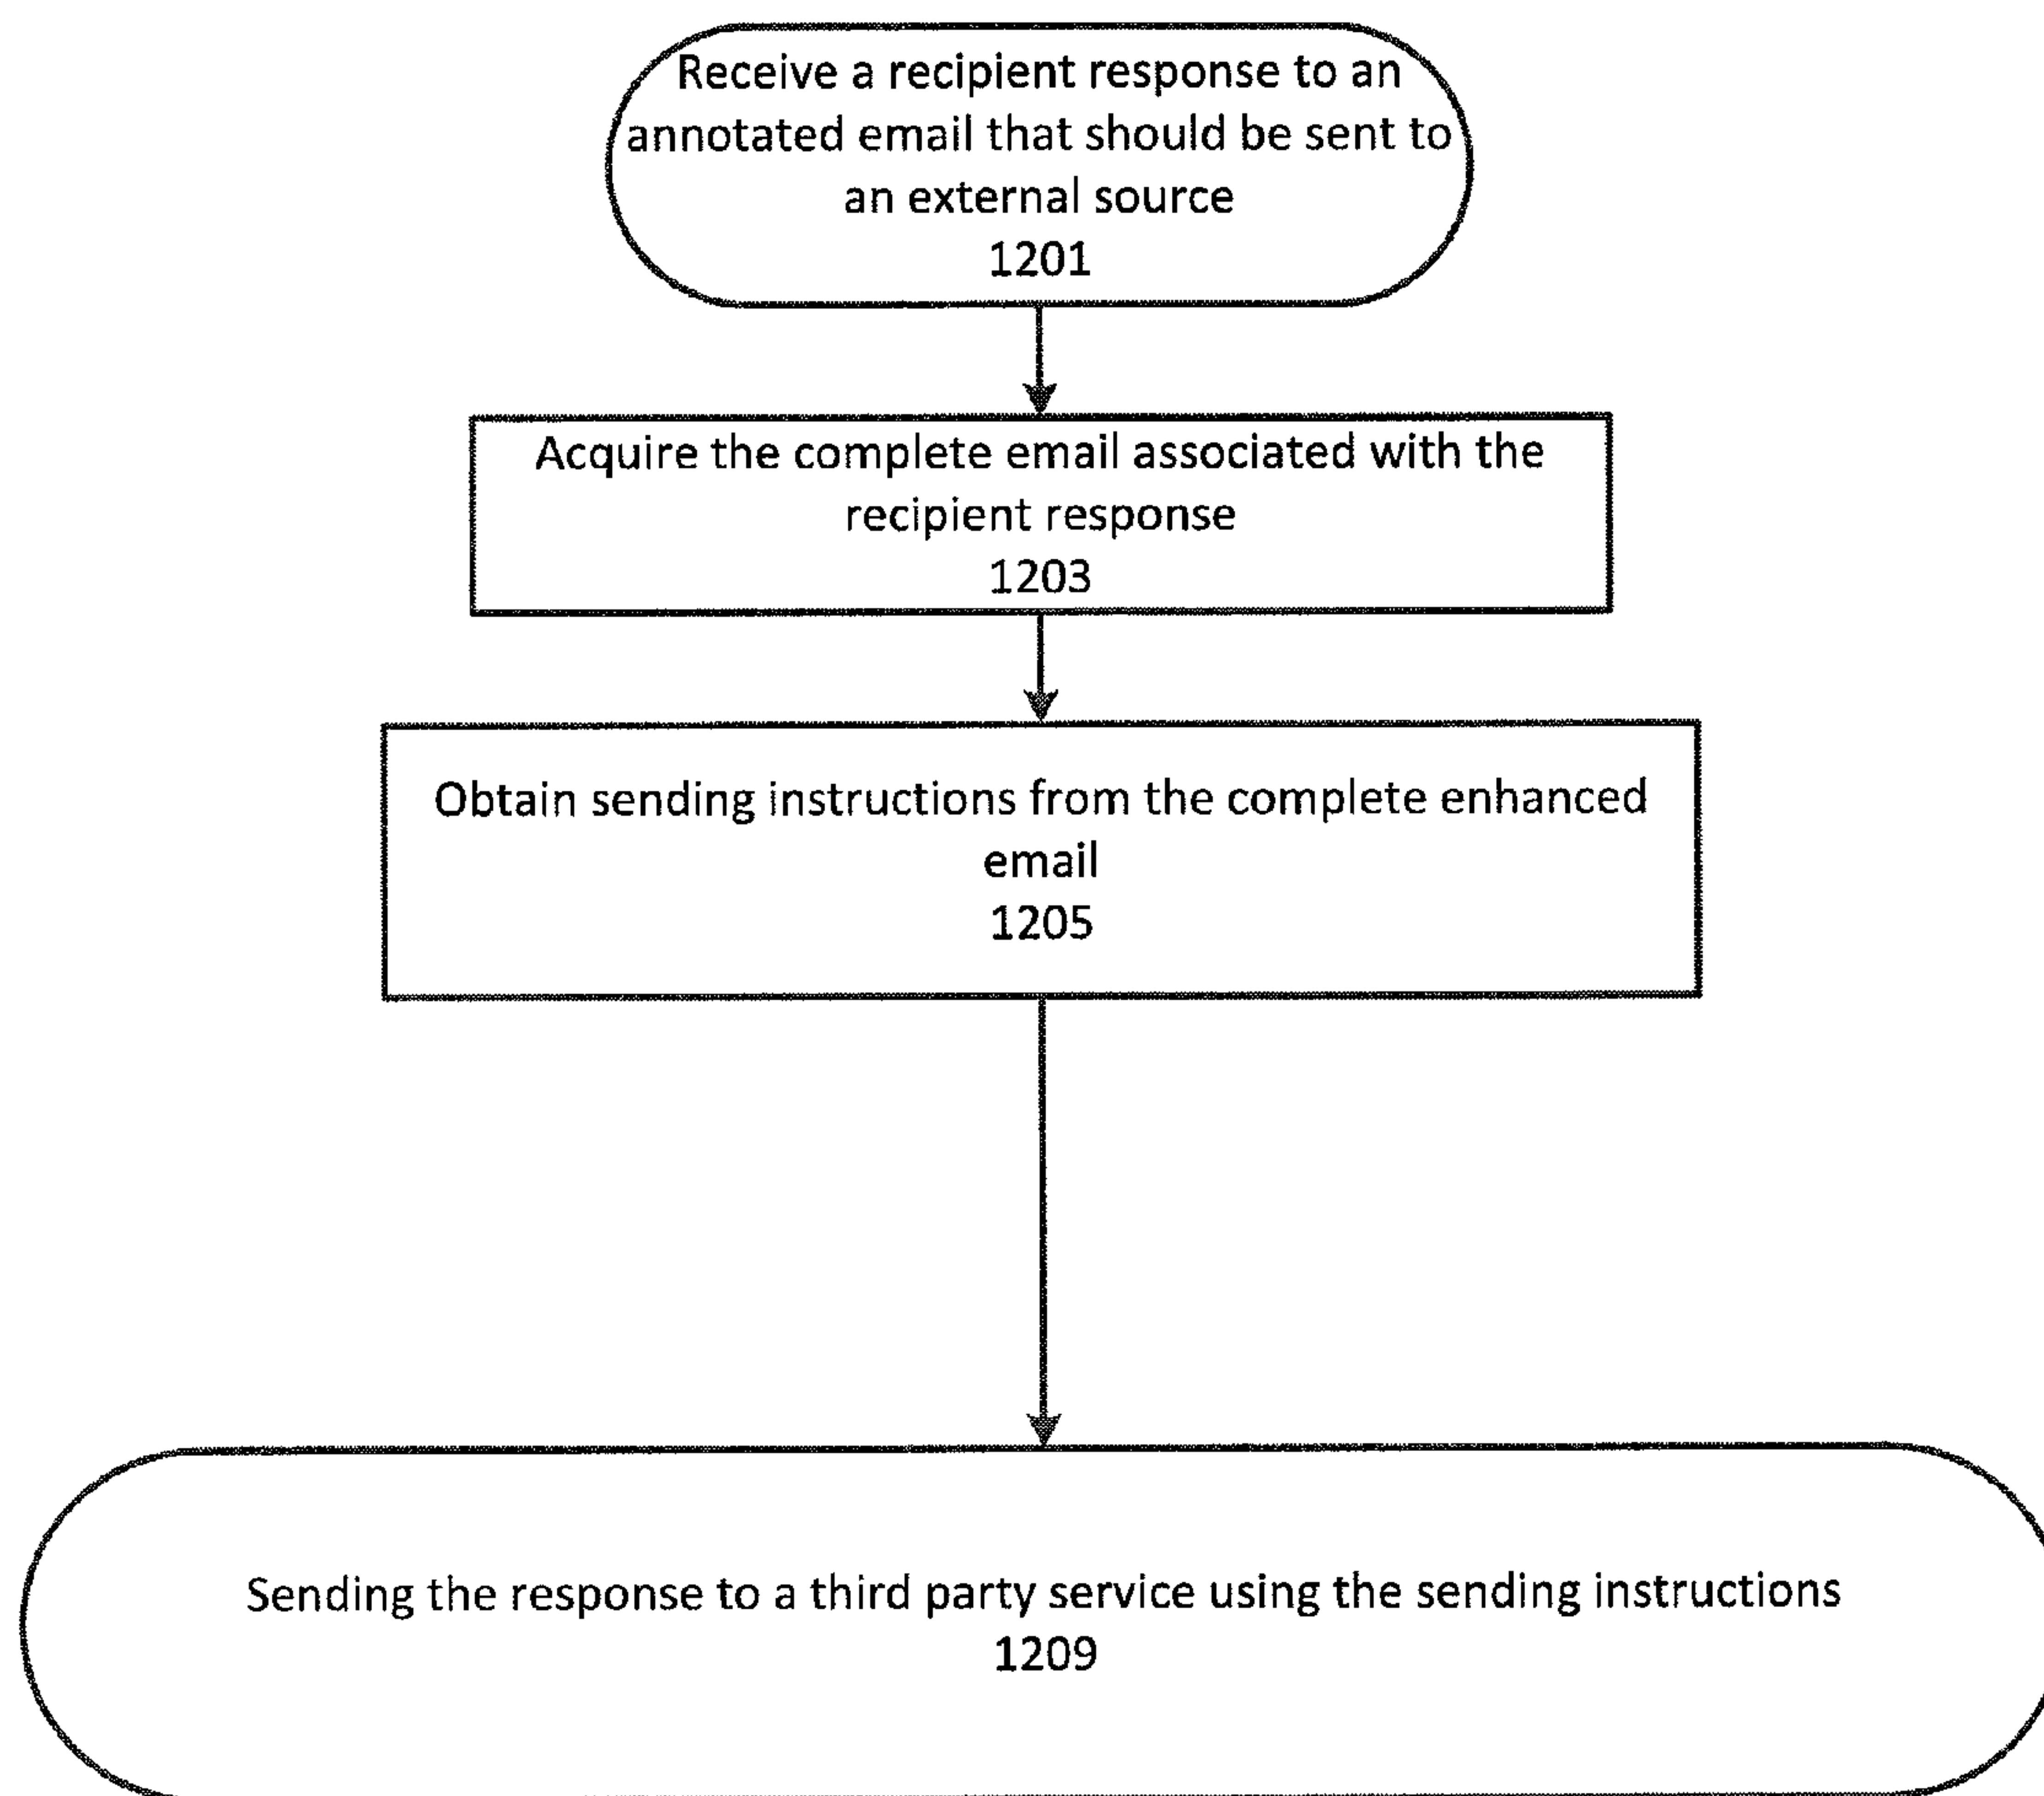 Receive a recipient response to an
annotated email that should be sent to
an external source
1201
Acquire the complete email associated with the
recipient response
1203
Obtain sending instructions from the complete enhanced
email
1205
Sending the response to a third party service using the sending instructions
1209